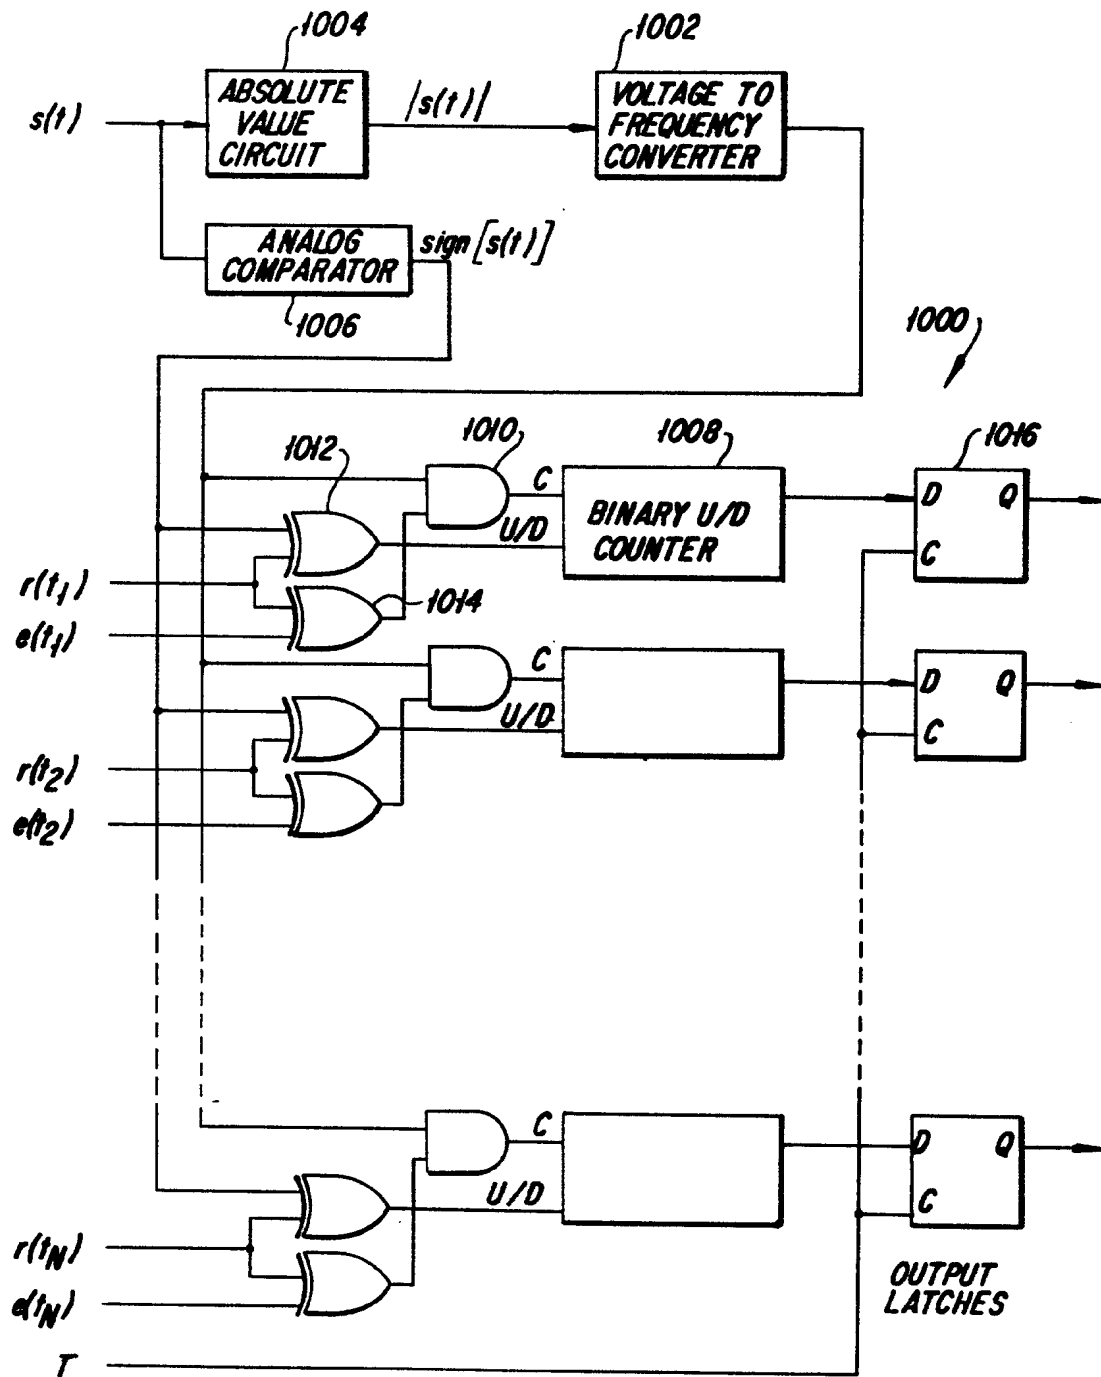 1004
1002
s(t)
ABSOLUTE
VALUE
CIRCUIT
|s(t)|
VOLTAGE TO
FREQUENCY
CONVERTER
ANALOG
COMPARATOR
sign [s(t)]
1006
1000
1012
1010
1008
1016
C
U/D
BINARY U/D
COUNTER
D
Q
C
r(t1)
e(t1)
1014
C
U/D
D
Q
C
r(t2)
e(t2)
C
U/D
D
Q
C
r(tN)
e(tN)
OUTPUT
LATCHES
T